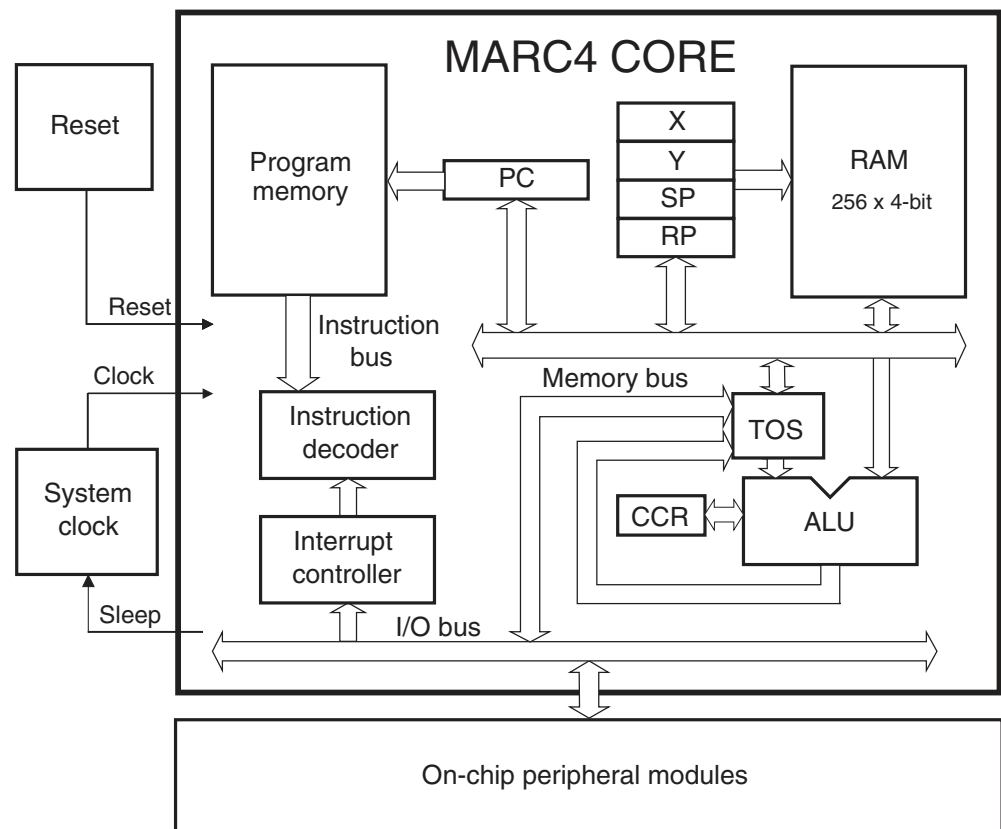 MARC4 CORE
Reset
Program
memory
PC
X
Y
SP
RP
RAM
256 x 4-bit
Reset
Instruction
bus
Clock
Memory bus
Instruction
decoder
TOS
System
clock
CCR
ALU
Interrupt
controller
Sleep
I/O bus
On-chip peripheral modules